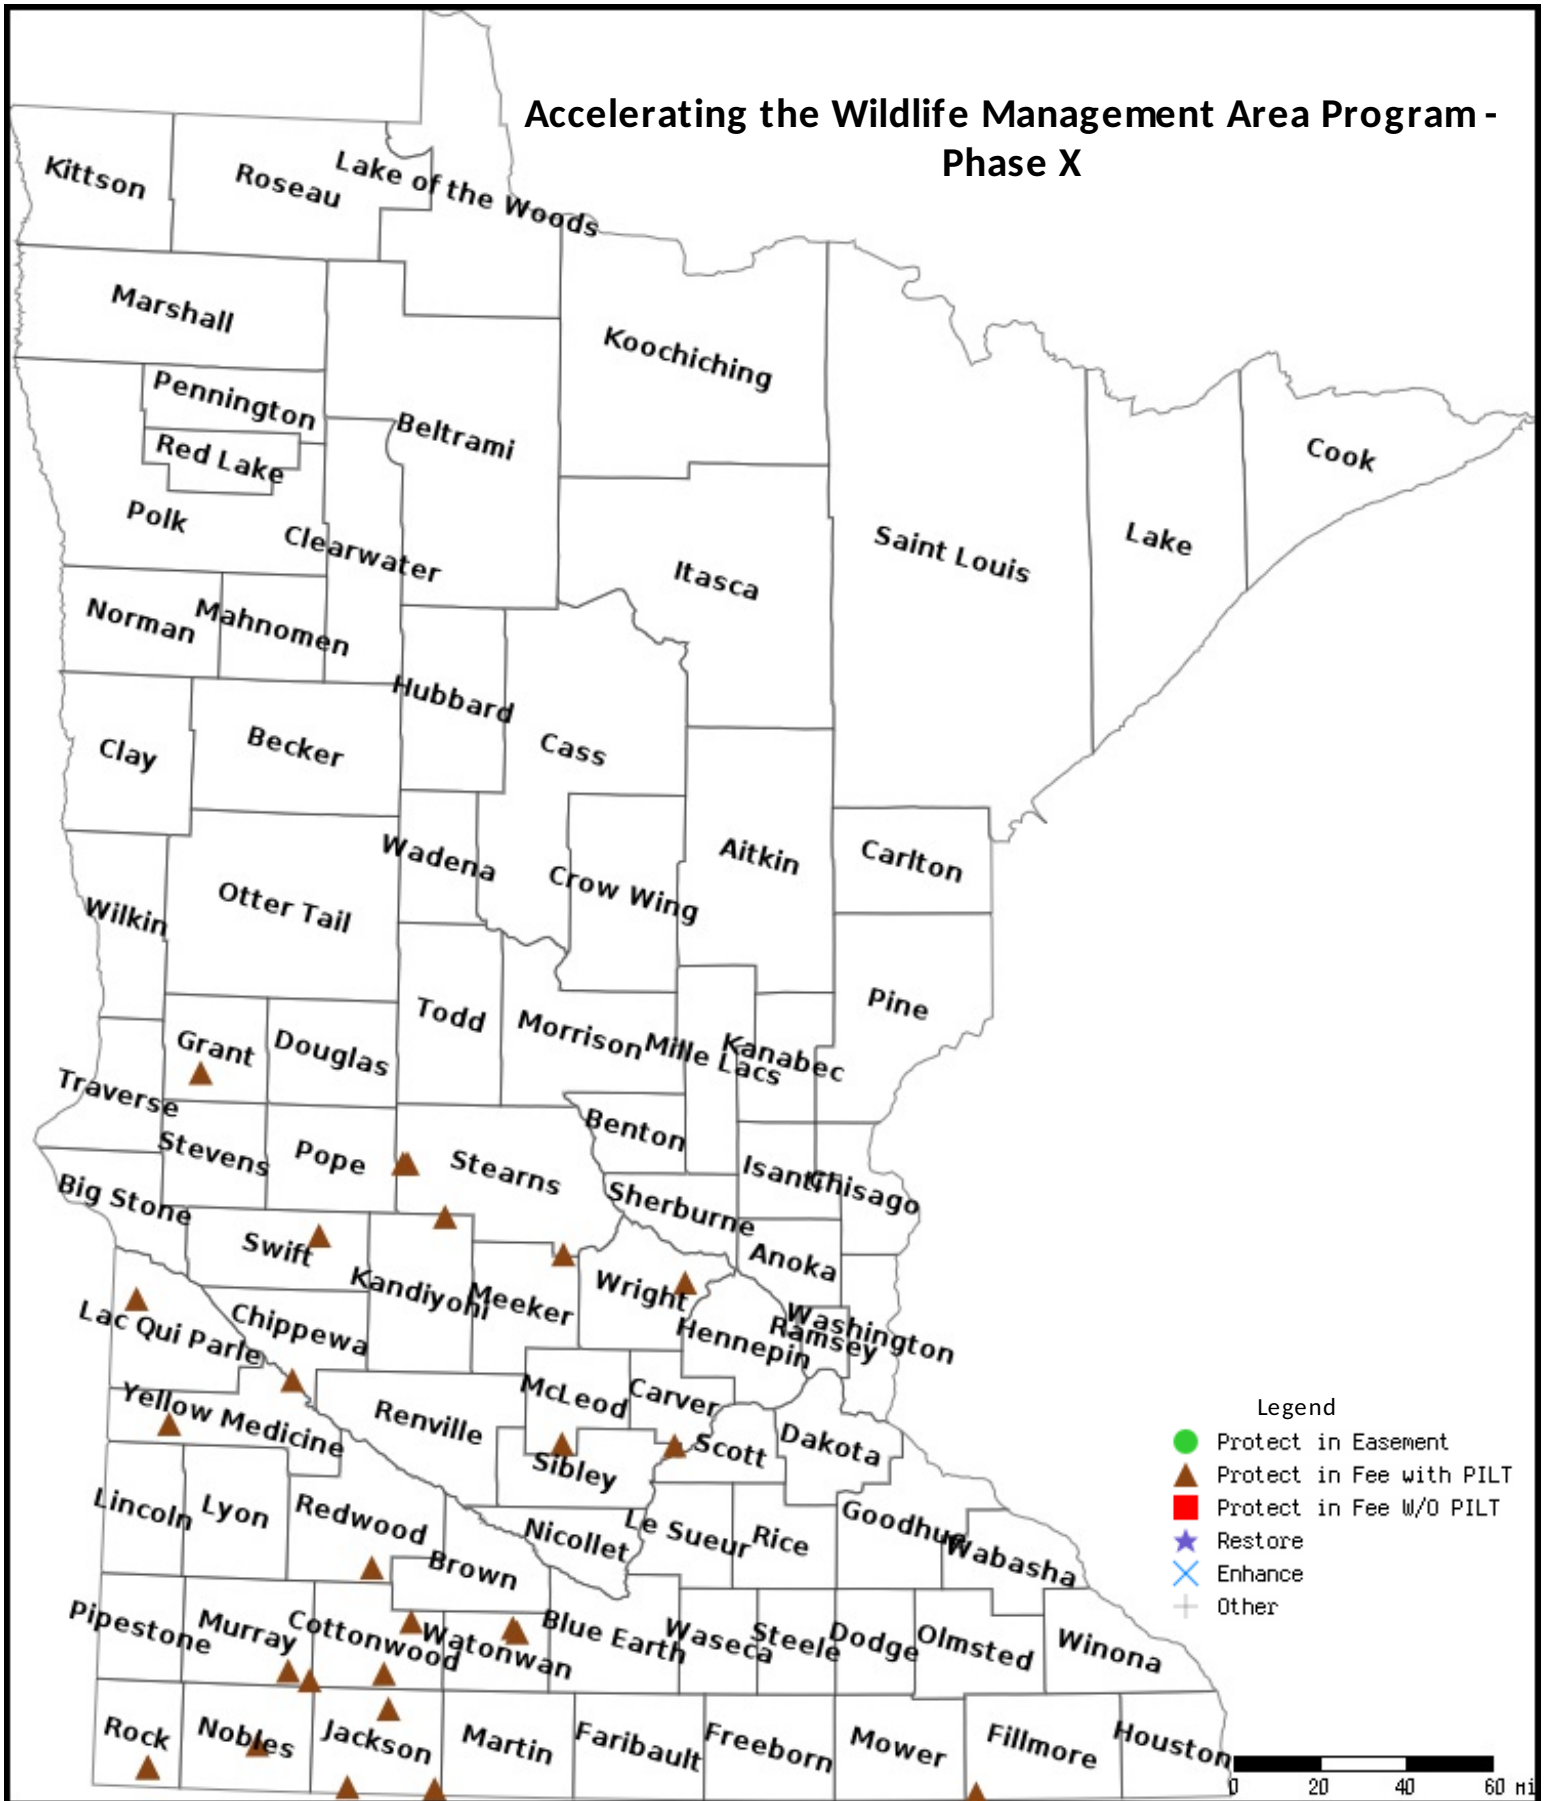 Accelerating the Wildlife Management Area Program -
Phase X
Kittson
Roseau
Lake of the Woods
Marshall
Koochiching
Pennington
Beltrami
Red Lake
Cook
Polk
Clearwater
Saint Louis
Lake
Itasca
Norman
Mahnomen
Hubbard
Clay
Becker
Cass
Wadena
Aitkin
Carlton
Crow Wing
Otter Tail
Wilkin
Pine
Todd
Morrison
Mille Lacs
Kanabec
Grant
Douglas
Traverse
Benton
Stevens
Pope
Stearns
Isanti
Chisago
Big Stone
Sherburne
Swift
Anoka
Kandiyohi
Meeker
Wright
Washington
Ramsey
Hennepin
Lac Qui Parle
Chippewa
McLeod
Carver
Yellow Medicine
Renville
Scott
Dakota
Sibley
Lincoln
Lyon
Redwood
Nicollet
Le Sueur
Rice
Goodhue
Wabasha
Brown
Pipestone
Murray
Cottonwood
Watonwan
Blue Earth
Waseca
Steele
Dodge
Olmsted
Winona
Rock
Nobles
Jackson
Martin
Faribault
Freeborn
Mower
Fillmore
Houston
Legend
Protect in Easement
Protect in Fee with PILT
Protect in Fee W/O PILT
Restore
Enhance
Other
0 20 40 60 mi